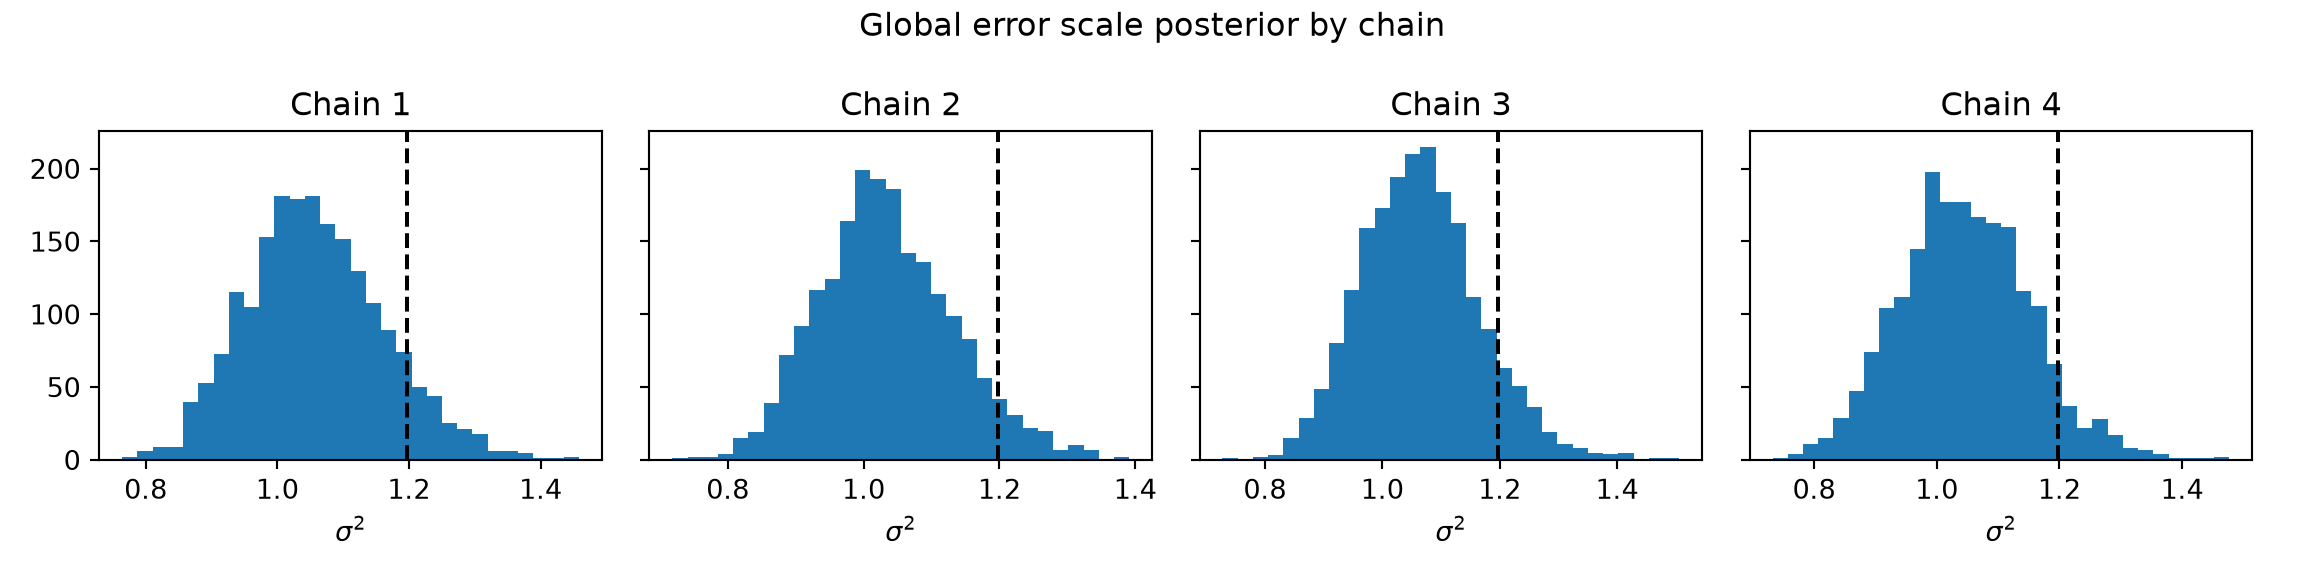 Global error scale posterior by chain
Chain 1 Chain 2 Chain 3 Chain 4
200
150
100
50
0
0.8 1.0 1.2 1.4 0.8 1.0 1.2 1.4 0.8 1.0 1.2 1.4 0.8 1.0 1.2 1.4
σ² σ² σ² σ²